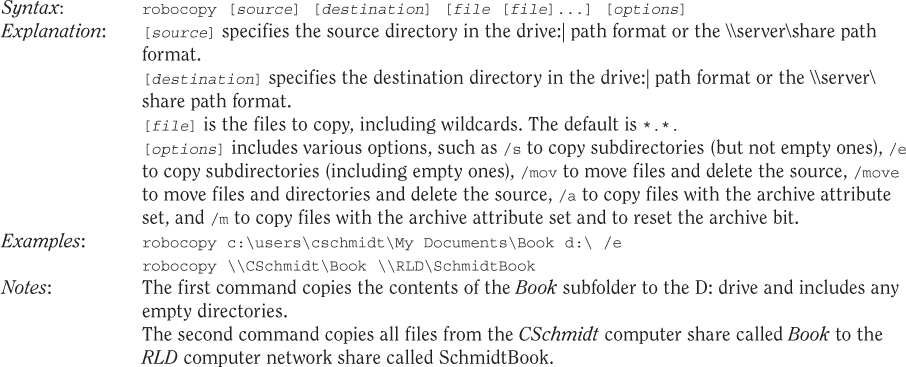 Syntax: robocopy [source] [destination] [file [file]...] [options]
Explanation: [source] specifies the source directory in the drive:| path format or the \\server\share path
format.
[destination] specifies the destination directory in the drive:| path format or the \\server\
share path format.
[file] is the files to copy, including wildcards. The default is *.*.
[options] includes various options, such as /s to copy subdirectories (but not empty ones), /e
to copy subdirectories (including empty ones), /mov to move files and delete the source, /move
to move files and directories and delete the source, /a to copy files with the archive attribute
set, and /m to copy files with the archive attribute set and to reset the archive bit.
Examples: robocopy c:\users\cschmidt\My Documents\Book d:\ /e
robocopy \\CSchmidt\Book \\RLD\SchmidtBook
Notes: The first command copies the contents of the Book subfolder to the D: drive and includes any
empty directories.
The second command copies all files from the CSchmidt computer share called Book to the
RLD computer network share called SchmidtBook.